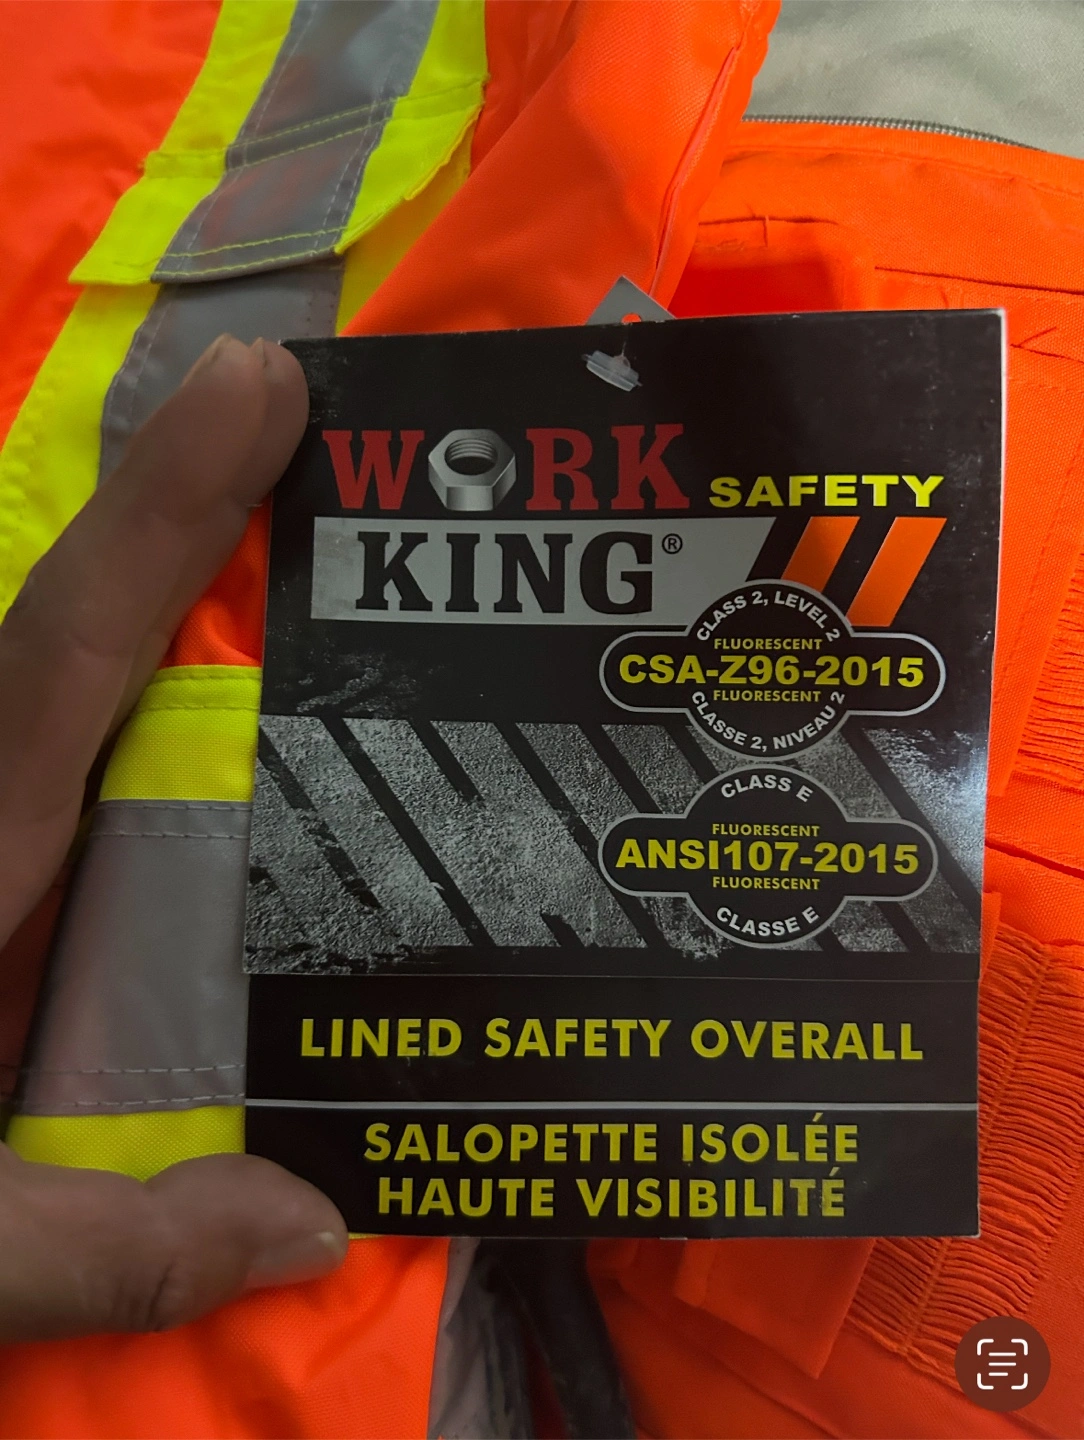 WORK
SAFETY
KING®
CLASS 2, LEVEL 2
FLUORESCENT
CSA-Z96-2015
FLUORESCENT
CLASSE 2, NIVEAU 2
CLASS E
FLUORESCENT
ANSI107-2015
FLUORESCENT
CLASSE E
LINED SAFETY OVERALL
SALOPETTE ISOLÉE
HAUTE VISIBILITÉ